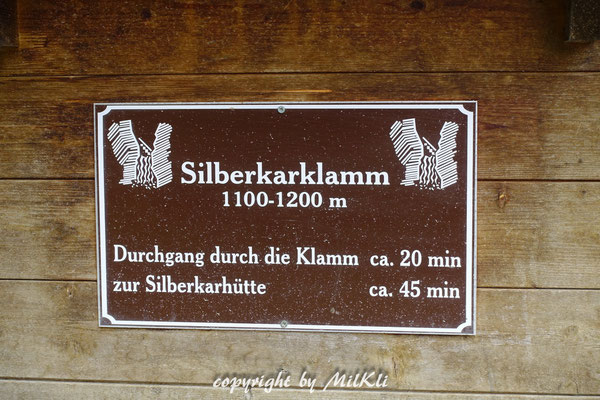 Silberkarklamm
1100-1200 m
Durchgang durch die Klamm ca. 20 min
zur Silberkarhütte ca. 45 min
copyright by MilKli